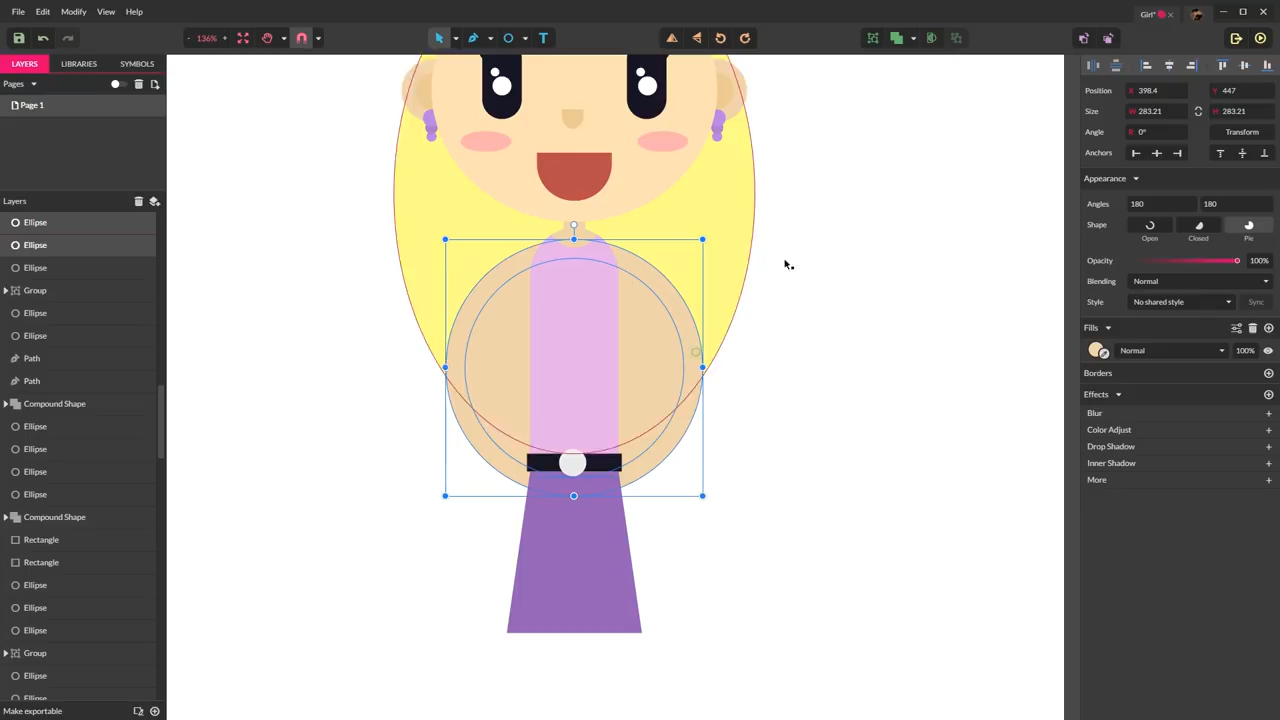 File Edit Modify View Help
Girl*
- 136% +
T
LAYERS LIBRARIES SYMBOLS
Pages
Page 1
Layers
Ellipse
Ellipse
Ellipse
Group
Ellipse
Ellipse
Path
Path
Compound Shape
Ellipse
Ellipse
Ellipse
Ellipse
Compound Shape
Rectangle
Rectangle
Ellipse
Ellipse
Ellipse
Group
Ellipse
Ellipse
Make exportable
Position X 398.4 Y 447
Size W 283.21 H 283.21
Angle R 0° Transform
Anchors
Appearance
Angles 180 180
Shape
Open Closed Pie
Opacity 100%
Blending Normal
Style No shared style Sync
Fills
Normal 100%
Borders
Effects
Blur
Color Adjust
Drop Shadow
Inner Shadow
More